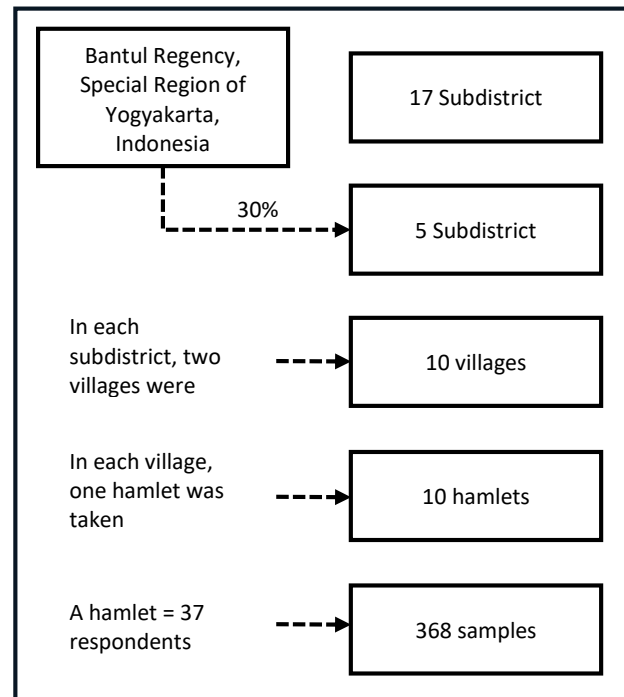 Bantul Regency,
Special Region of
Yogyakarta,
Indonesia
17 Subdistrict
30%
5 Subdistrict
In each
subdistrict, two
villages were
10 villages
In each village,
one hamlet was
taken
10 hamlets
A hamlet = 37
respondents
368 samples